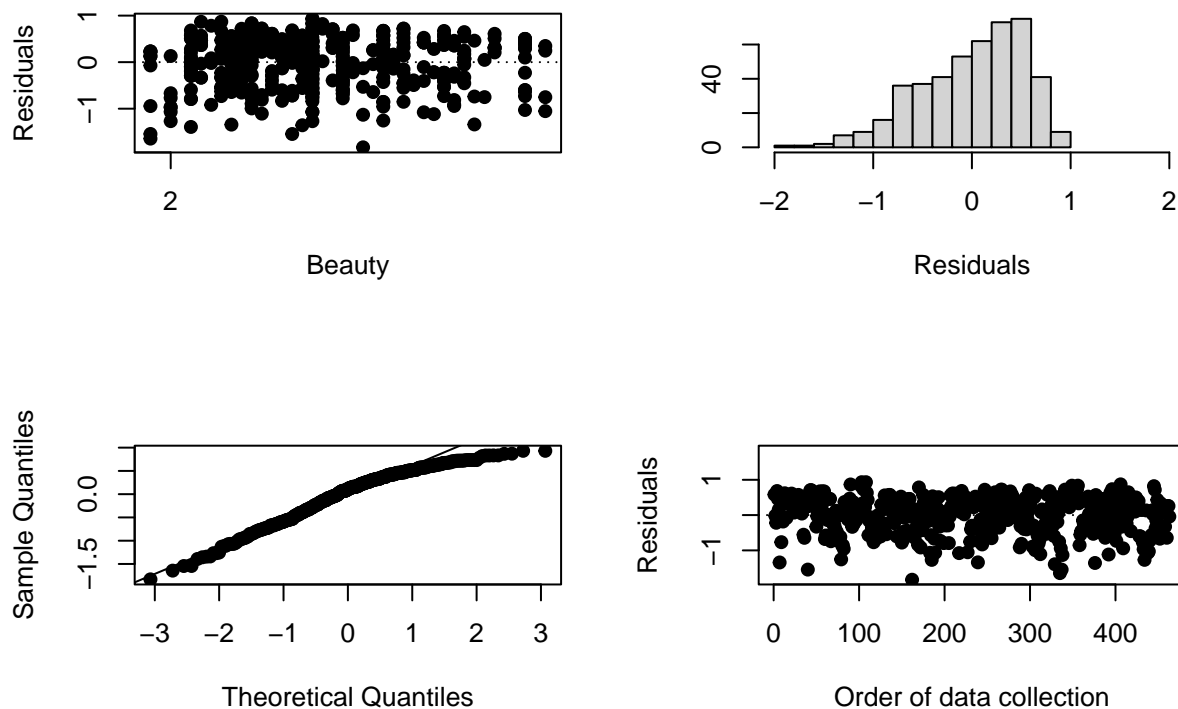 Residuals
1
0
−1
2
Beauty
40
0
−2 −1 0 1 2
Residuals
Sample Quantiles
0.0
−1.5
−3 −2 −1 0 1 2 3
Theoretical Quantiles
Residuals
1
−1
0 100 200 300 400
Order of data collection